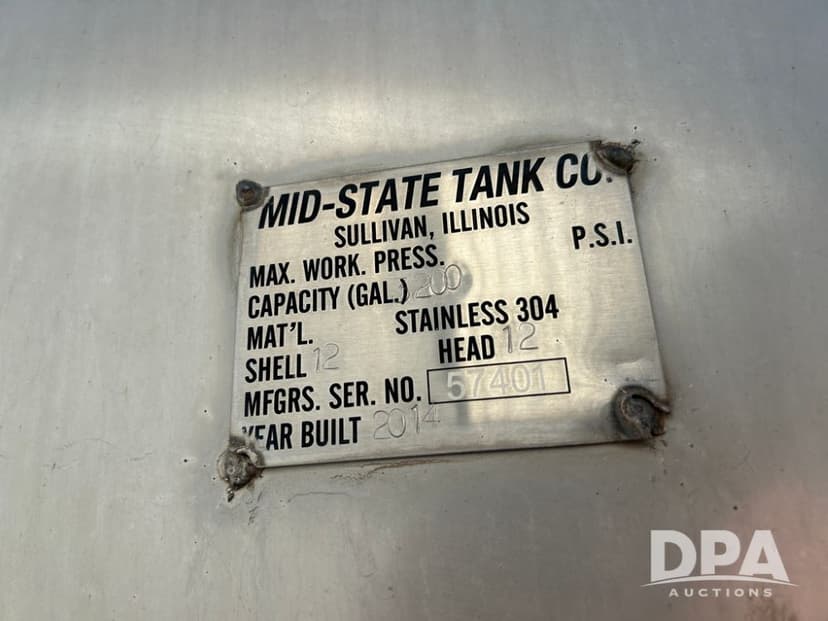 MID-STATE TANK CO.
SULLIVAN, ILLINOIS
MAX. WORK. PRESS. P.S.I.
CAPACITY (GAL.)
MAT'L. STAINLESS 304
SHELL 12 HEAD 12
MFGRS. SER. NO. 57401
YEAR BUILT 2014
DPA
AUCTIONS